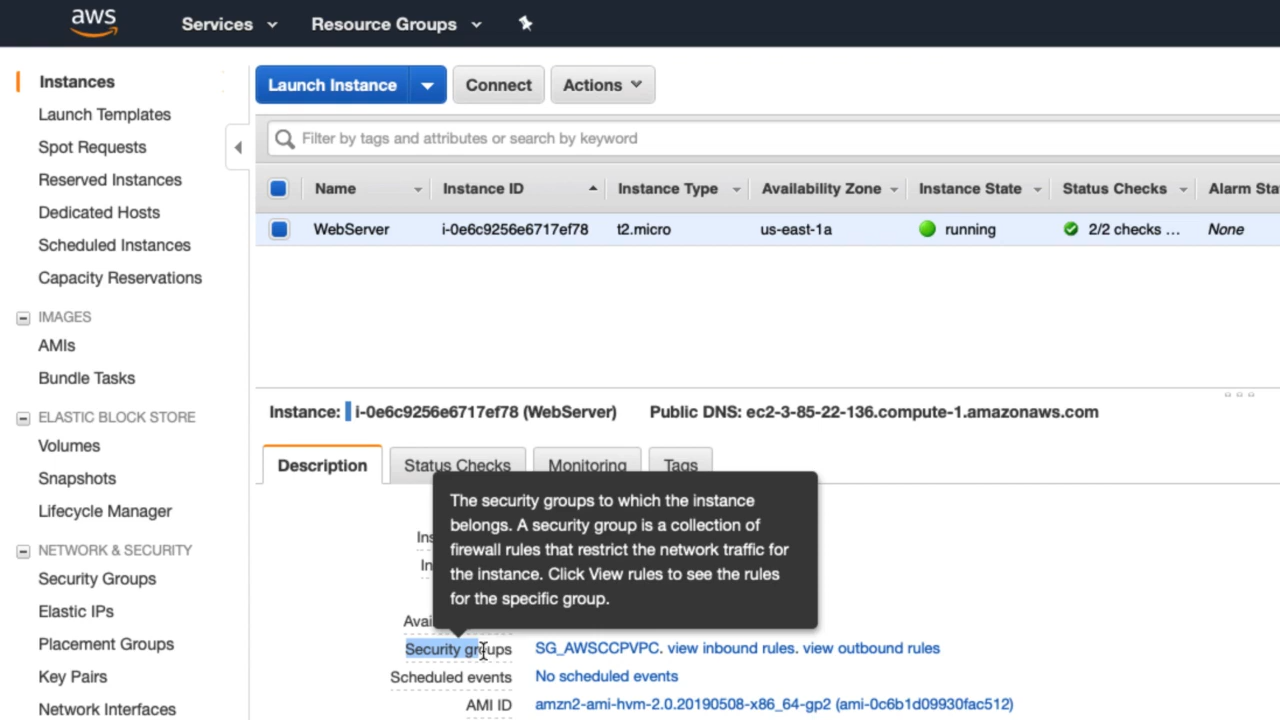 aws
Services
Resource Groups
Instances
Launch Templates
Spot Requests
Reserved Instances
Dedicated Hosts
Scheduled Instances
Capacity Reservations
IMAGES
AMIs
Bundle Tasks
ELASTIC BLOCK STORE
Volumes
Snapshots
Lifecycle Manager
NETWORK & SECURITY
Security Groups
Elastic IPs
Placement Groups
Key Pairs
Network Interfaces
Launch Instance Connect Actions
Filter by tags and attributes or search by keyword
Name Instance ID Instance Type Availability Zone Instance State Status Checks Alarm Sta
WebServer i-0e6c9256e6717ef78 t2.micro us-east-1a running 2/2 checks ... None
Instance: i-0e6c9256e6717ef78 (WebServer) Public DNS: ec2-3-85-22-136.compute-1.amazonaws.com
Description Status Checks Monitoring Tags
The security groups to which the instance
belongs. A security group is a collection of
firewall rules that restrict the network traffic for
the instance. Click View rules to see the rules
for the specific group.
Ins
In
Avai
Security groups SG_AWSCCPVPC. view inbound rules. view outbound rules
Scheduled events No scheduled events
AMI ID amzn2-ami-hvm-2.0.20190508-x86_64-gp2 (ami-0c6b1d09930fac512)